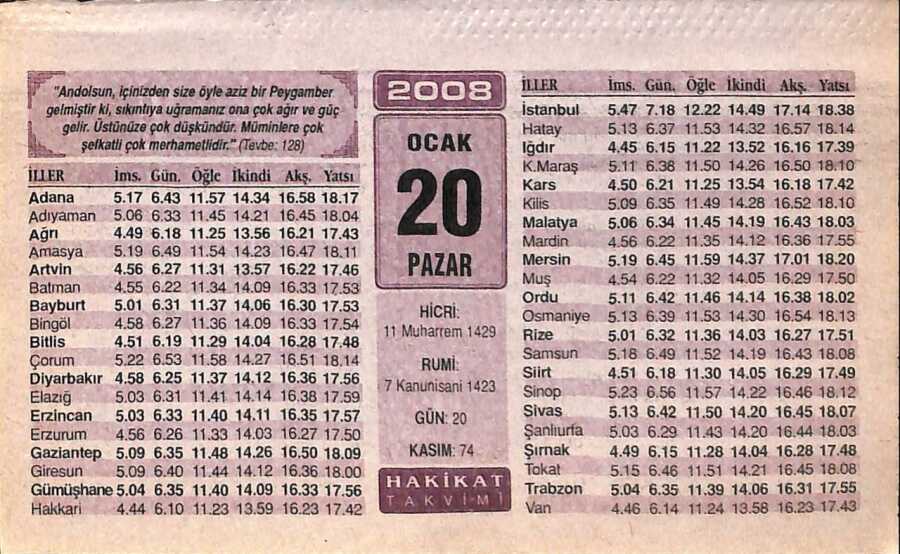 "Andolsun, içinizden size öyle aziz bir Peygamber
gelmiştir ki, sıkıntıya uğramanız ona çok ağır ve güç
gelir. Üstünüze çok düşkündür. Müminlere çok
şefkatli çok merhametlidir." (Tevbe: 128)
İLLER İms. Gün. Öğle İkindi Akş. Yatsı
Adana 5.17 6.43 11.57 14.34 16.58 18.17
Adıyaman 5.06 6.33 11.45 14.21 16.45 18.04
Ağrı 4.49 6.18 11.25 13.56 16.21 17.43
Amasya 5.19 6.49 11.54 14.23 16.47 18.11
Artvin 4.56 6.27 11.31 13.57 16.22 17.46
Batman 4.55 6.22 11.34 14.09 16.33 17.53
Bayburt 5.01 6.31 11.37 14.06 16.30 17.53
Bingöl 4.58 6.27 11.36 14.09 16.33 17.54
Bitlis 4.51 6.19 11.29 14.04 16.28 17.48
Çorum 5.22 6.53 11.58 14.27 16.51 18.14
Diyarbakır 4.58 6.25 11.37 14.12 16.36 17.56
Elazığ 5.03 6.31 11.41 14.14 16.38 17.59
Erzincan 5.03 6.33 11.40 14.11 16.35 17.57
Erzurum 4.56 6.26 11.33 14.03 16.27 17.50
Gaziantep 5.09 6.35 11.48 14.26 16.50 18.09
Giresun 5.09 6.40 11.44 14.12 16.36 18.00
Gümüşhane 5.04 6.35 11.40 14.09 16.33 17.56
Hakkari 4.44 6.10 11.23 13.59 16.23 17.42
2008
OCAK
20
PAZAR
HİCRİ:
11 Muharrem 1429
RUMİ:
7 Kanunisani 1423
GÜN: 20
KASIM: 74
HAKİKAT
TAKVİMİ
İLLER İms. Gün. Öğle İkindi Akş. Yatsı
İstanbul 5.47 7.18 12.22 14.49 17.14 18.38
Hatay 5.13 6.37 11.53 14.32 16.57 18.14
Iğdır 4.45 6.15 11.22 13.52 16.16 17.39
K.Maraş 5.11 6.38 11.50 14.26 16.50 18.10
Kars 4.50 6.21 11.25 13.54 16.18 17.42
Kilis 5.09 6.35 11.49 14.28 16.52 18.10
Malatya 5.06 6.34 11.45 14.19 16.43 18.03
Mardin 4.56 6.22 11.35 14.12 16.36 17.55
Mersin 5.19 6.45 11.59 14.37 17.01 18.20
Muş 4.54 6.22 11.32 14.05 16.29 17.50
Ordu 5.11 6.42 11.46 14.14 16.38 18.02
Osmaniye 5.13 6.39 11.53 14.30 16.54 18.13
Rize 5.01 6.32 11.36 14.03 16.27 17.51
Samsun 5.18 6.49 11.52 14.19 16.43 18.08
Siirt 4.51 6.18 11.30 14.05 16.29 17.49
Sinop 5.23 6.56 11.57 14.22 16.46 18.12
Sivas 5.13 6.42 11.50 14.20 16.45 18.07
Şanlıurfa 5.03 6.29 11.43 14.20 16.44 18.03
Şırnak 4.49 6.15 11.28 14.04 16.28 17.48
Tokat 5.15 6.46 11.51 14.21 16.45 18.08
Trabzon 5.04 6.35 11.39 14.06 16.31 17.55
Van 4.46 6.14 11.24 13.58 16.23 17.43